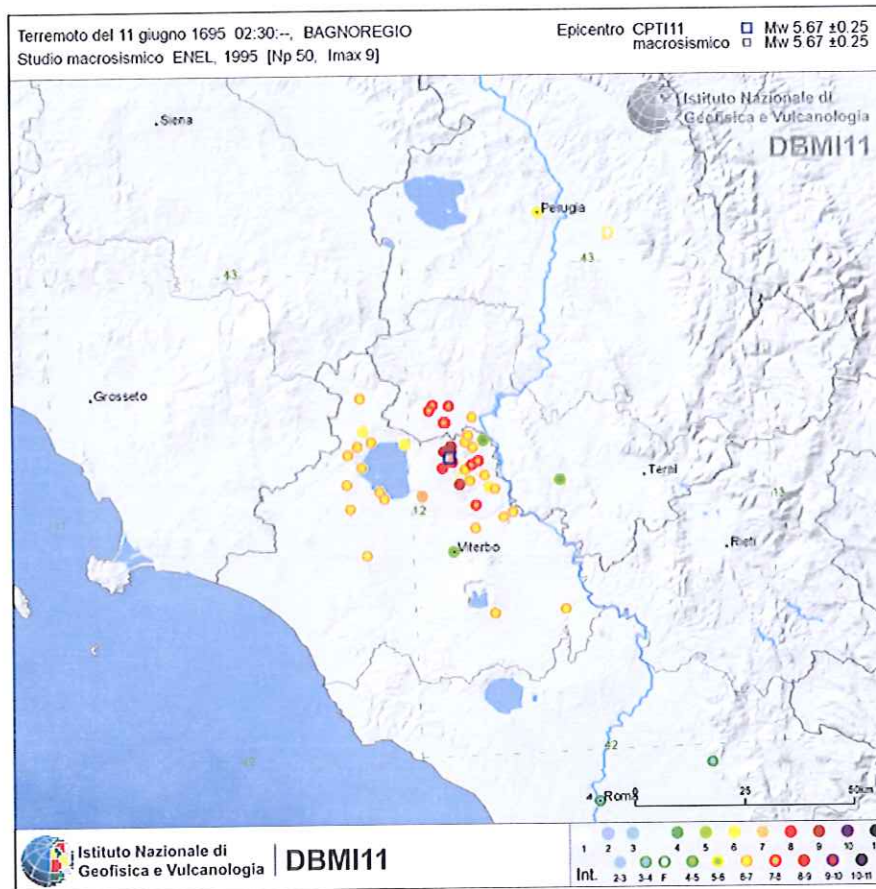 Terremoto del 11 giugno 1695 02:30:--, BAGNOREGIO
Studio macrosismico ENEL, 1995 [Np 50, Imax 9]
Epicentro CPTI11 Mw 5.67 ±0.25
macrosismico Mw 5.67 ±0.25
Istituto Nazionale di
Geofisica e Vulcanologia
DBMI11
Siena
Perugia
43
43
Grosseto
Terni
13
12
Rieti
Viterbo
42
Roma
0 25 50km
Istituto Nazionale di
Geofisica e Vulcanologia
DBMI11
1 2 3 4 5 6 7 8 9 10 1
Int. 2-3 3-4 F 4-5 5-6 6-7 7-8 8-9 9-10 10-11